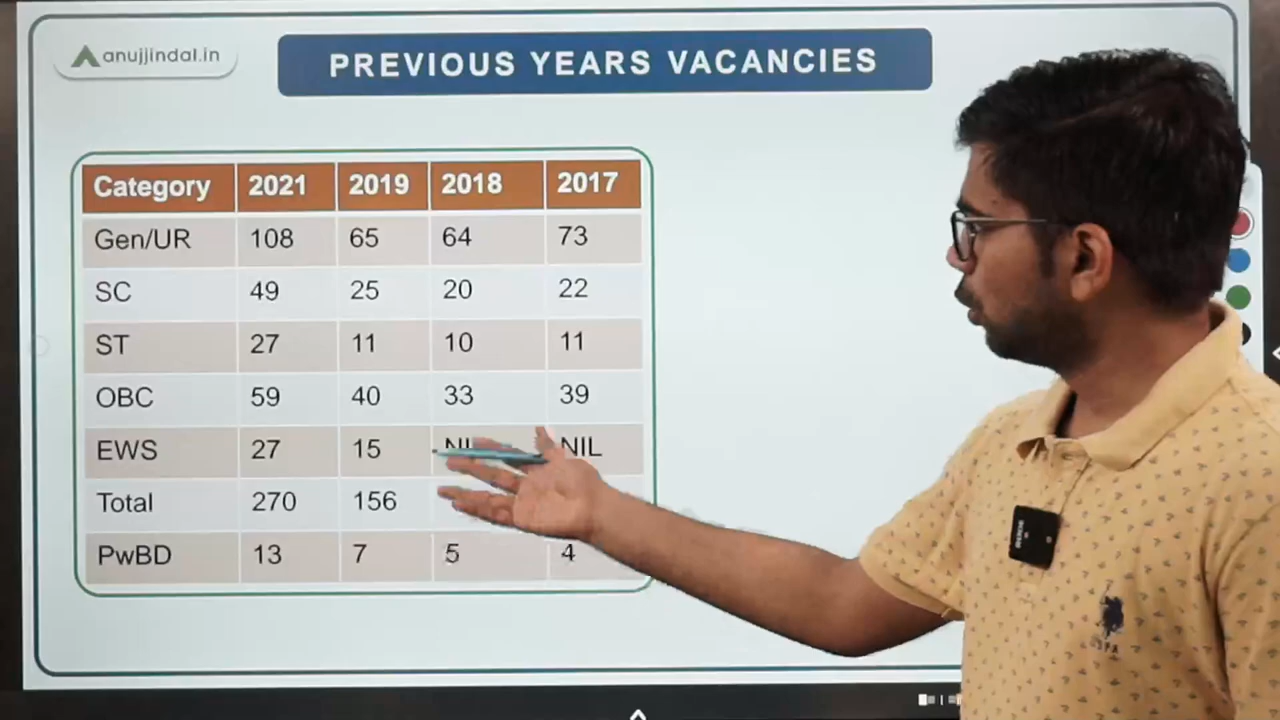 anujjindal.in
PREVIOUS YEARS VACANCIES
Category 2021 2019 2018 2017
Gen/UR 108 65 64 73
SC 49 25 20 22
ST 27 11 10 11
OBC 59 40 33 39
EWS 27 15 NIL
Total 270 156
PwBD 13 7 5 4
RODE